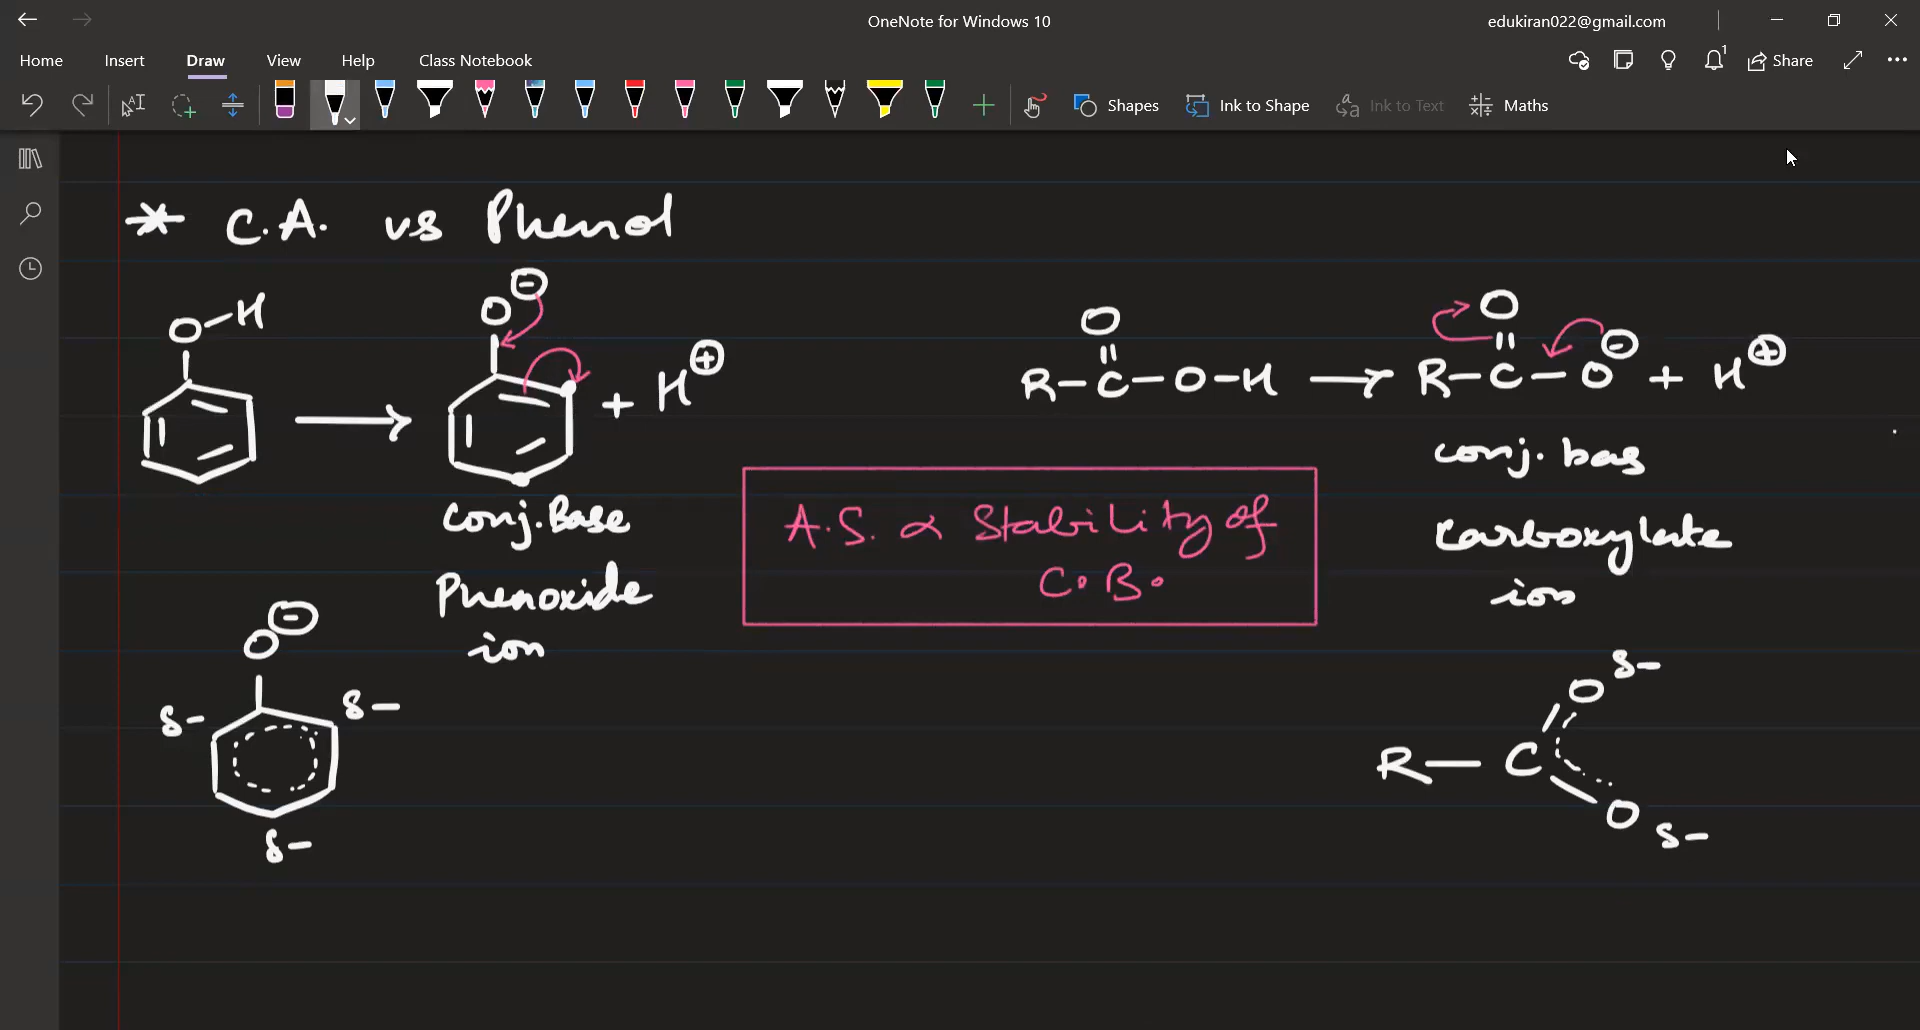 OneNote for Windows 10
edukiran022@gmail.com
Home Insert Draw View Help Class Notebook
1
Share
Shapes Ink to Shape Ink to Text Maths
* C.A. vs Phenol
O-H
O ⊖
+ H ⊕
O
R-C-O-H → R-C-O ⊖ + H ⊕
O
conj. Base
Phenoxide
ion
A.S. ∝ Stability of
C.B.
conj. bas
Carboxylate
ion
O ⊖
δ- δ-
δ-
O δ-
R-C
O δ-